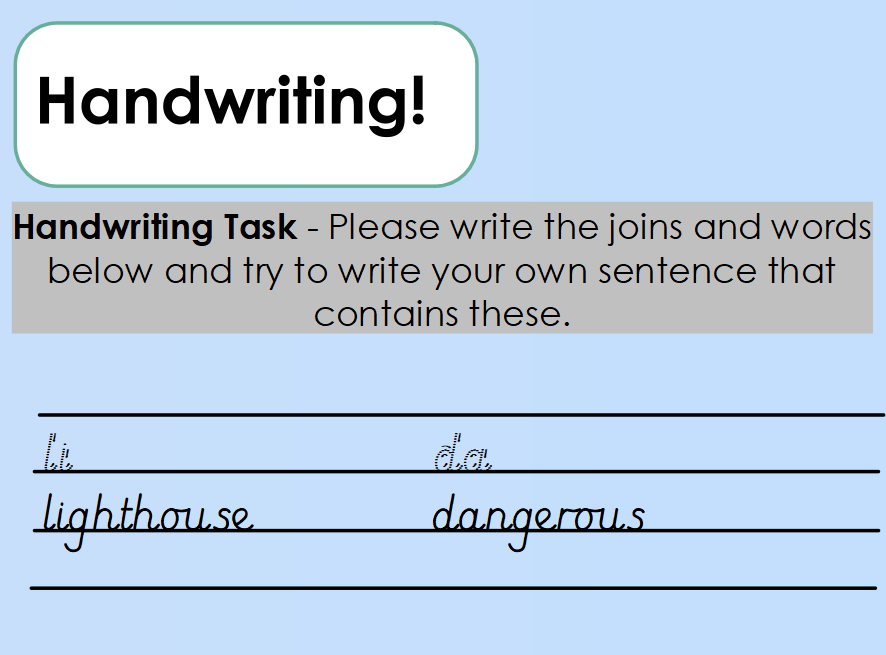 Handwriting!
Handwriting Task - Please write the joins and words
below and try to write your own sentence that
contains these.
li da
lighthouse dangerous